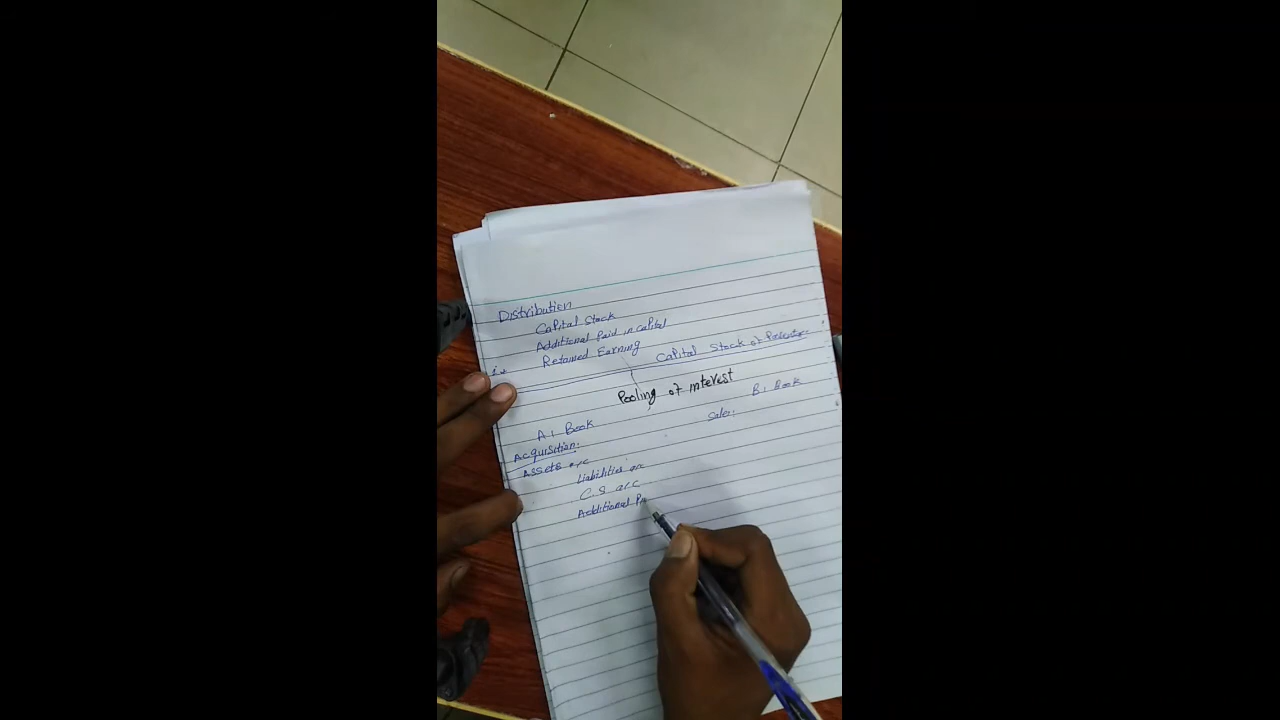 Distribution
Capital Stock
Additional Paid in capital
Retained Earning
Capital Stock of
Pooling of interest
A: Book
B: Book
Acquisition:
Sale:
Assets a/c
Liabilities a/c
C.S a/c
Additional P